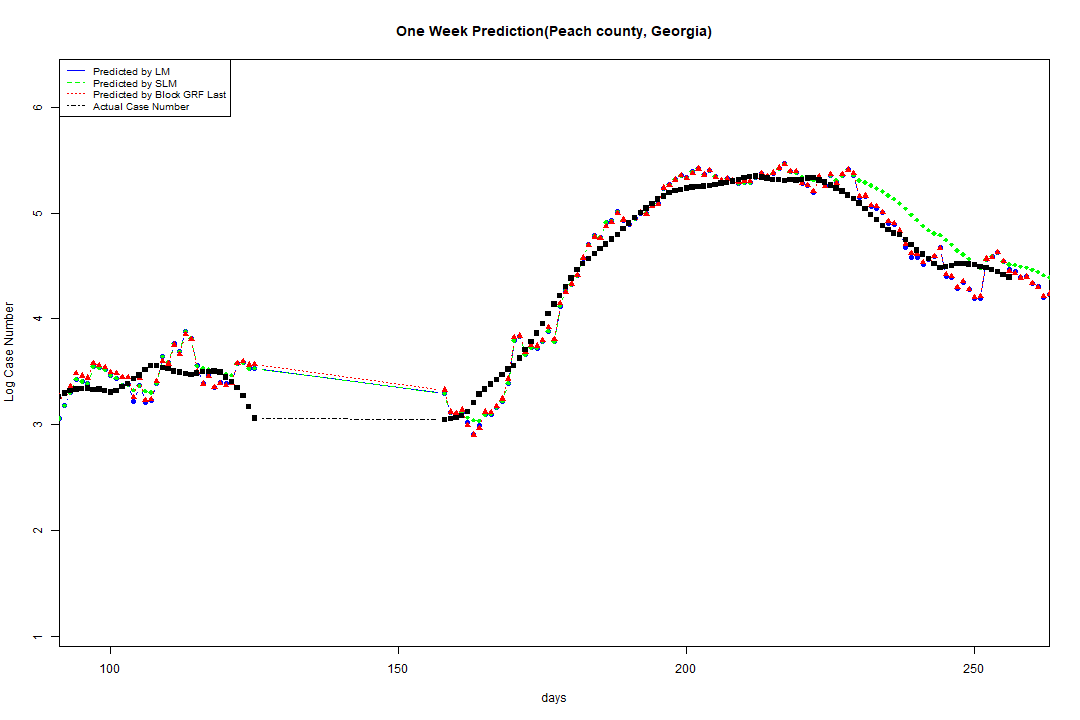 One Week Prediction(Peach county, Georgia)
Predicted by LM
Predicted by SLM
Predicted by Block GRF Last
Actual Case Number
6
5
4
3
2
1
Log Case Number
100 150 200 250
days